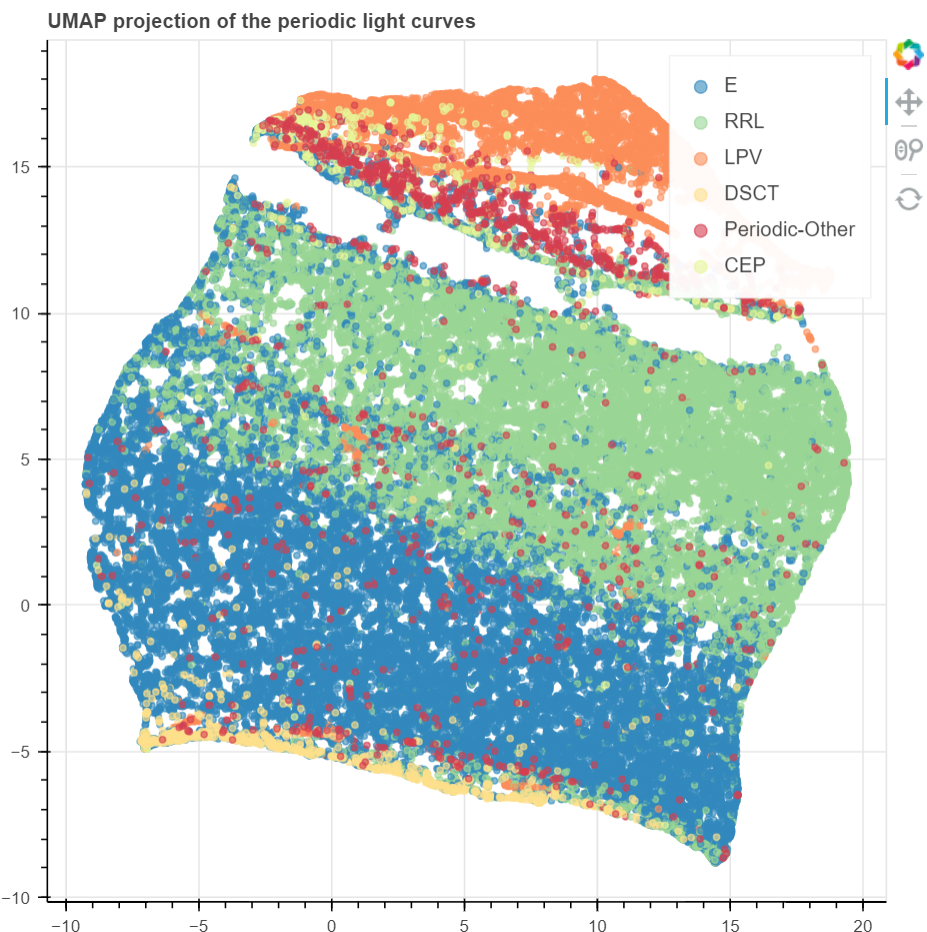 UMAP projection of the periodic light curves
E
RRL
LPV
DSCT
Periodic-Other
CEP
15
10
5
0
−5
−10
−10
−5
0
5
10
15
20